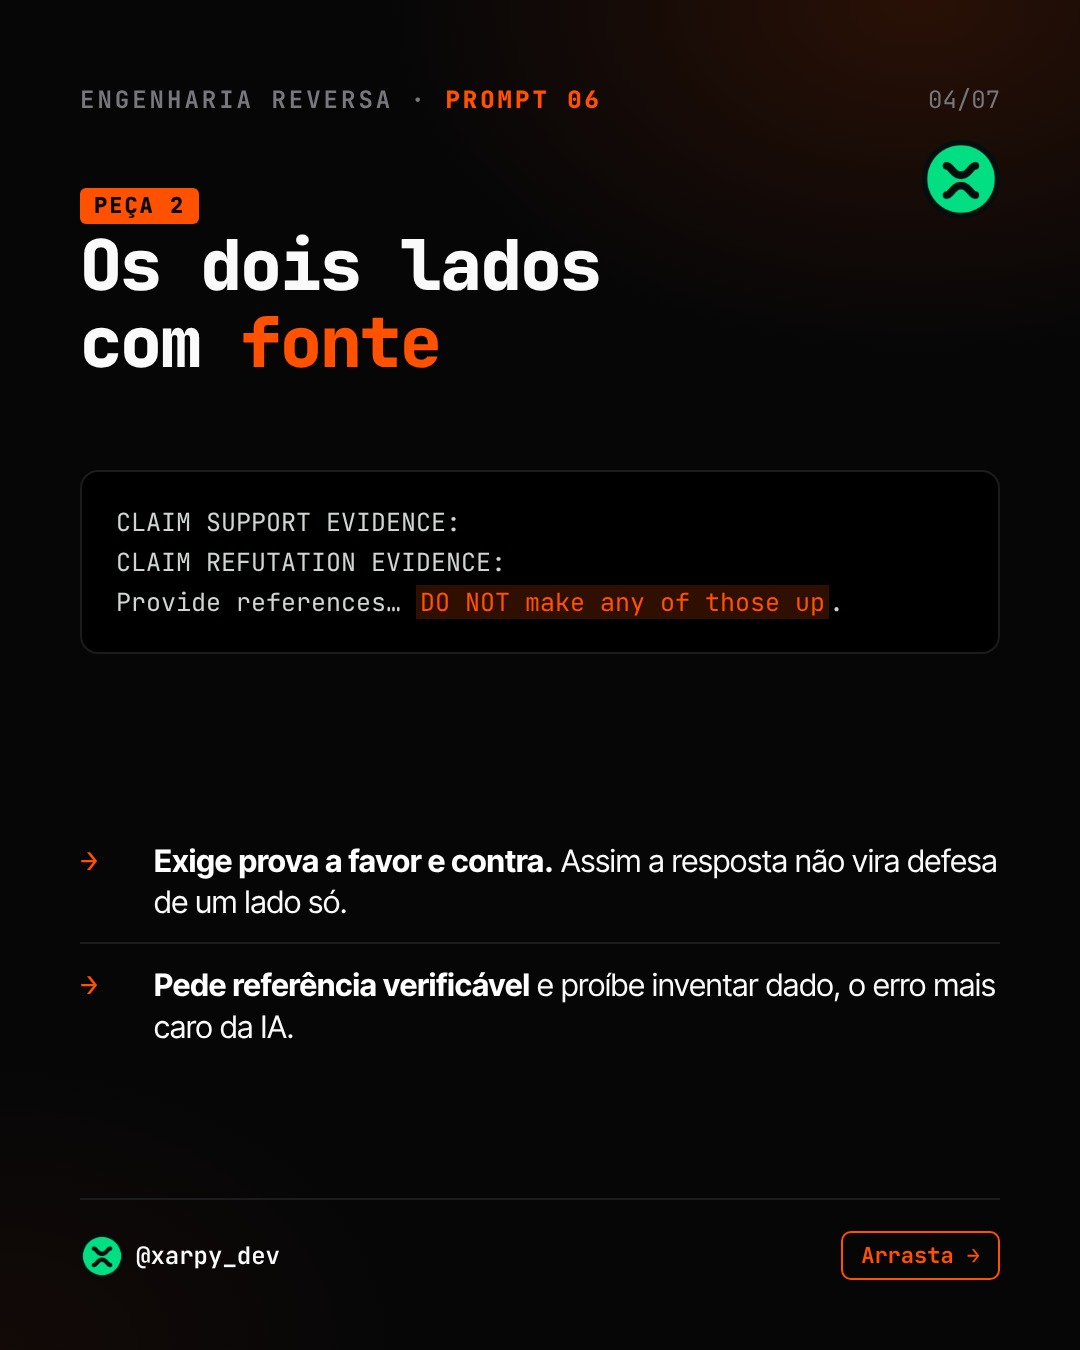 ENGENHARIA REVERSA · PROMPT 06
04/07
PEÇA 2
Os dois lados
com fonte
CLAIM SUPPORT EVIDENCE:
CLAIM REFUTATION EVIDENCE:
Provide references… DO NOT make any of those up.
→ Exige prova a favor e contra. Assim a resposta não vira defesa
de um lado só.
→ Pede referência verificável e proíbe inventar dado, o erro mais
caro da IA.
@xarpy_dev
Arrasta →